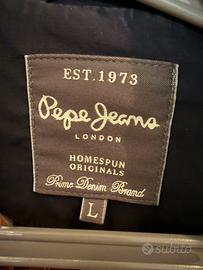 EST.1973
Pepe Jeans
LONDON
HOMESPUN
ORIGINALS
Prime Denim Brand
L
subito